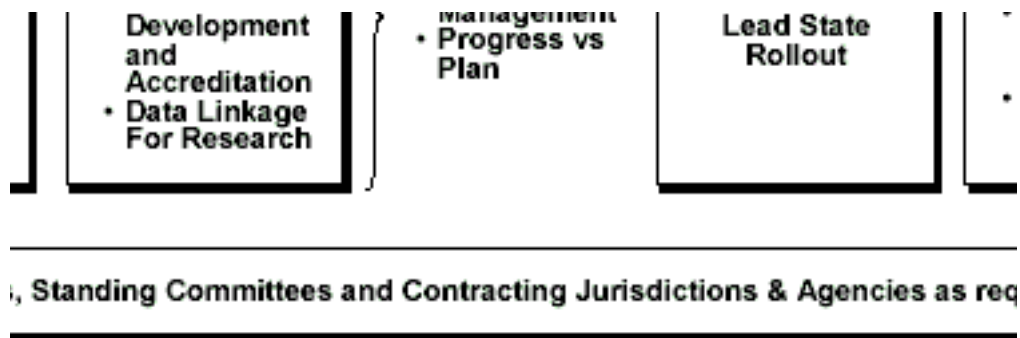 Development
and
Accreditation
• Data Linkage
For Research
Management
• Progress vs
Plan
Lead State
Rollout
, Standing Committees and Contracting Jurisdictions & Agencies as